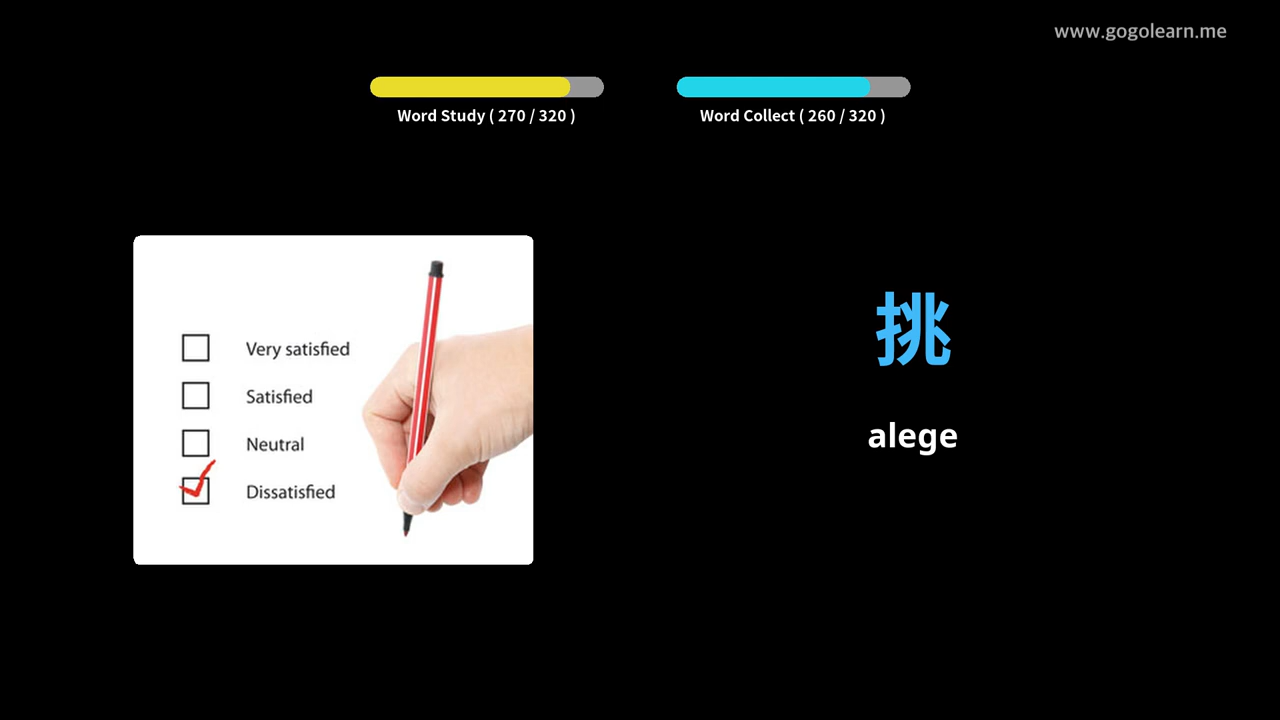 www.gogolearn.me
Word Study ( 270 / 320 )
Word Collect ( 260 / 320 )
Very satisfied
Satisfied
Neutral
Dissatisfied
挑
alege